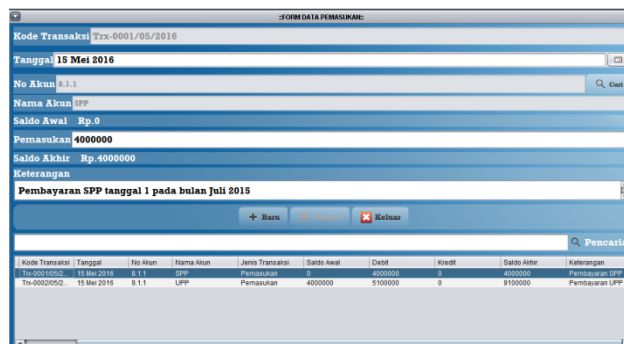 ::FORM DATA PEMASUKAN::
Kode Transaksi Trx-0001/05/2016
Tanggal 15 Mei 2016
No Akun 8.1.1 Cari
Nama Akun SPP
Saldo Awal Rp.0
Pemasukan 4000000
Saldo Akhir Rp.4000000
Keterangan
Pembayaran SPP tanggal 1 pada bulan Juli 2015
Baru Keluar
Pencaria
Kode Transaksi Tanggal No Akun Nama Akun Jenis Transaksi Saldo Awal Debit Kredit Saldo Akhir Keterangan
Trx-0001/05/2... 15 Mei 2016 8.1.1 SPP Pemasukan 0 4000000 0 4000000 Pembayaran SPP
Trx-0002/05/2... 15 Mei 2016 9.1.1 UPP Pemasukan 4000000 5100000 0 9100000 Pembayaran UPP